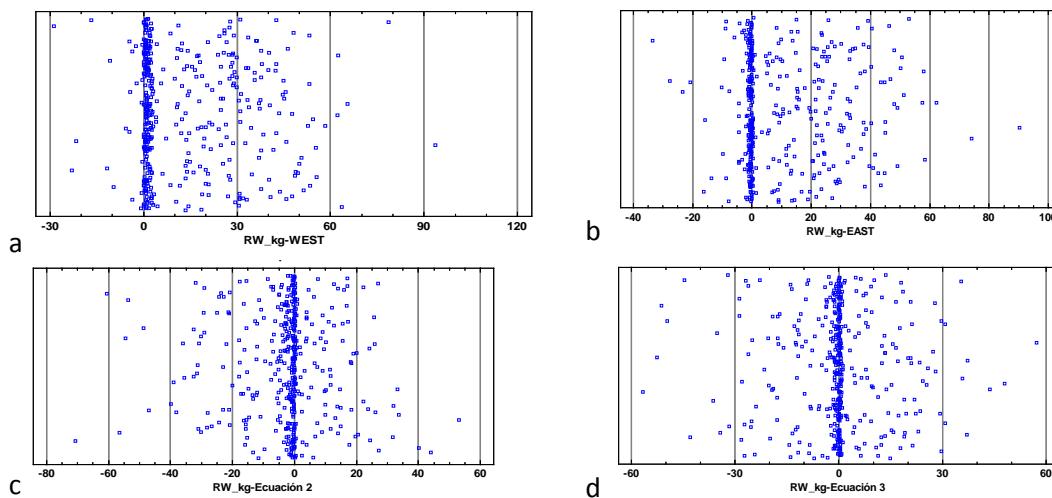 -30 0 30 60 90 120
a RW_kg-WEST
-40 -20 0 20 40 60 80 100
b RW_kg-EAST
-80 -60 -40 -20 0 20 40 60
c RW_kg-Ecuación 2
-60 -30 0 30 60
d RW_kg-Ecuación 3